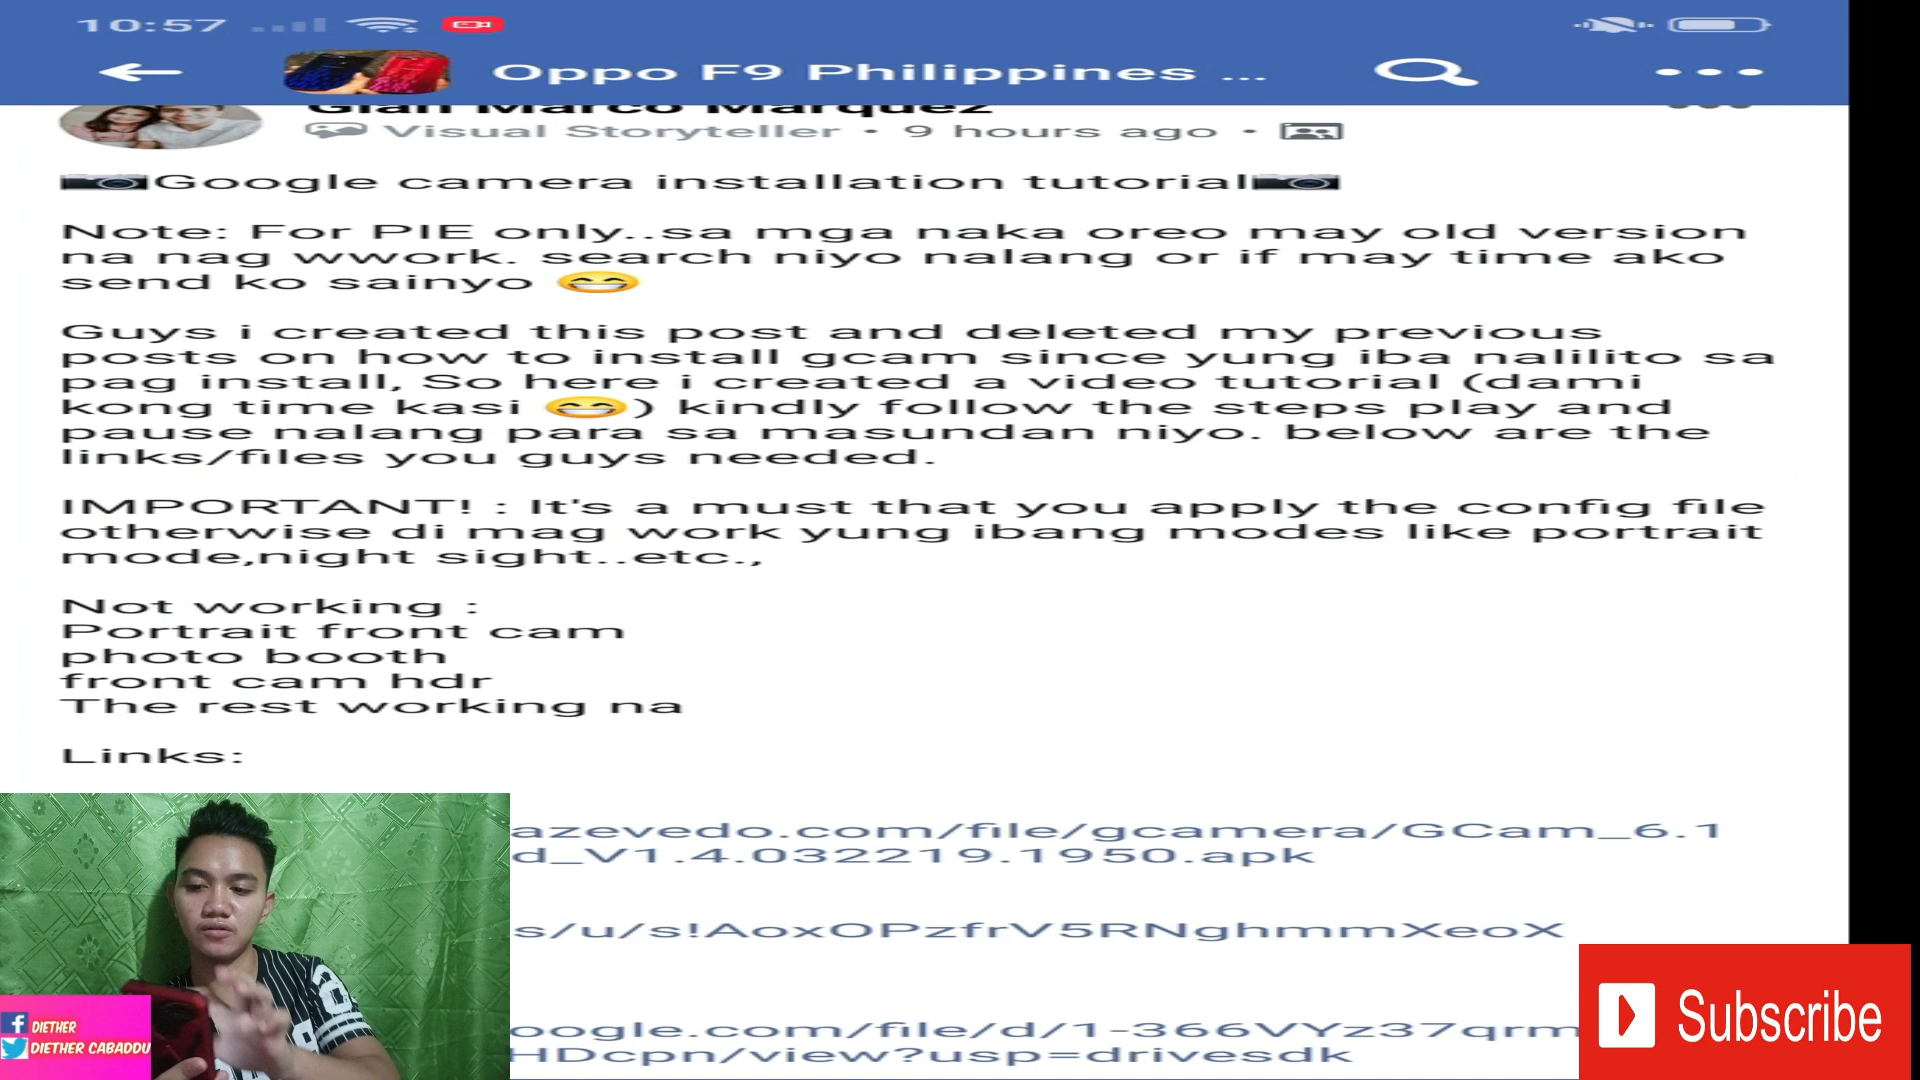 10:57
Oppo F9 Philippines ...
Gian Marco Marquez
Visual Storyteller • 9 hours ago •
Google camera installation tutorial
Note: For PIE only..sa mga naka oreo may old version
na nag wwork. search niyo nalang or if may time ako
send ko sainyo 😁
Guys i created this post and deleted my previous
posts on how to install gcam since yung iba nalilito sa
pag install, So here i created a video tutorial (dami
kong time kasi 😁) kindly follow the steps play and
pause nalang para sa masundan niyo. below are the
links/files you guys needed.
IMPORTANT! : It's a must that you apply the config file
otherwise di mag work yung ibang modes like portrait
mode,night sight..etc.,
Not working :
Portrait front cam
photo booth
front cam hdr
The rest working na
Links:
azevedo.com/file/gcamera/GCam_6.1
d_V1.4.032219.1950.apk
s/u/s!AoxOPzfrV5RNghmmXeoX
oogle.com/file/d/1-366VYz37qrm
HDcpn/view?usp=drivesdk
DIETHER
DIETHER CABADDU
Subscribe